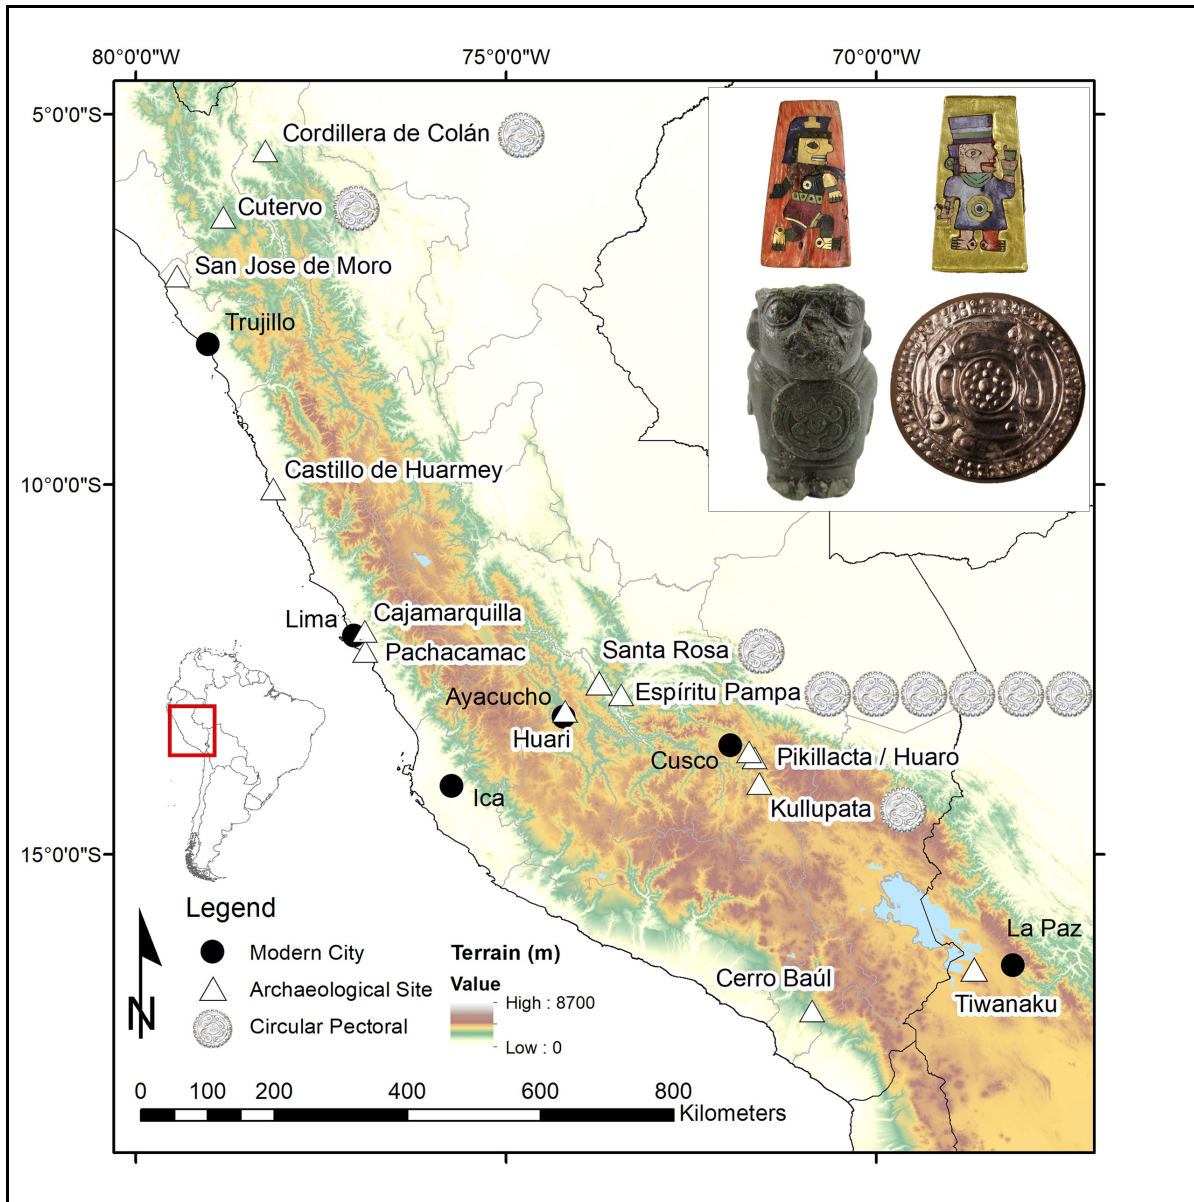 80°0'0"W
75°0'0"W
70°0'0"W
5°0'0"S
Cordillera de Colán
Cutervo
San Jose de Moro
Trujillo
10°0'0"S
Castillo de Huarmey
Lima
Cajamarquilla
Pachacamac
Santa Rosa
Ayacucho
Espíritu Pampa
Huari
Cusco
Pikillacta / Huaro
Ica
Kullupata
15°0'0"S
La Paz
Cerro Baúl
Tiwanaku
Legend
Modern City
Archaeological Site
Circular Pectoral
Terrain (m)
Value
High : 8700
Low : 0
N
0 100 200 400 600 800
Kilometers